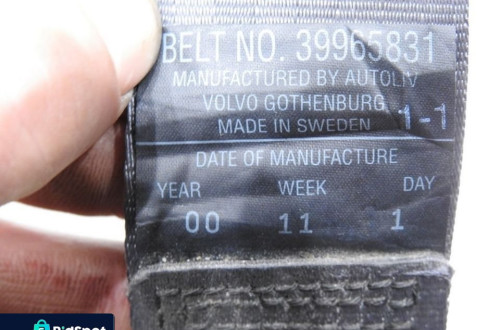 BELT NO. 39965831
MANUFACTURED BY AUTOLIV
VOLVO GOTHENBURG
MADE IN SWEDEN 1-1
DATE OF MANUFACTURE
YEAR WEEK DAY
00 11 1
BigSpot